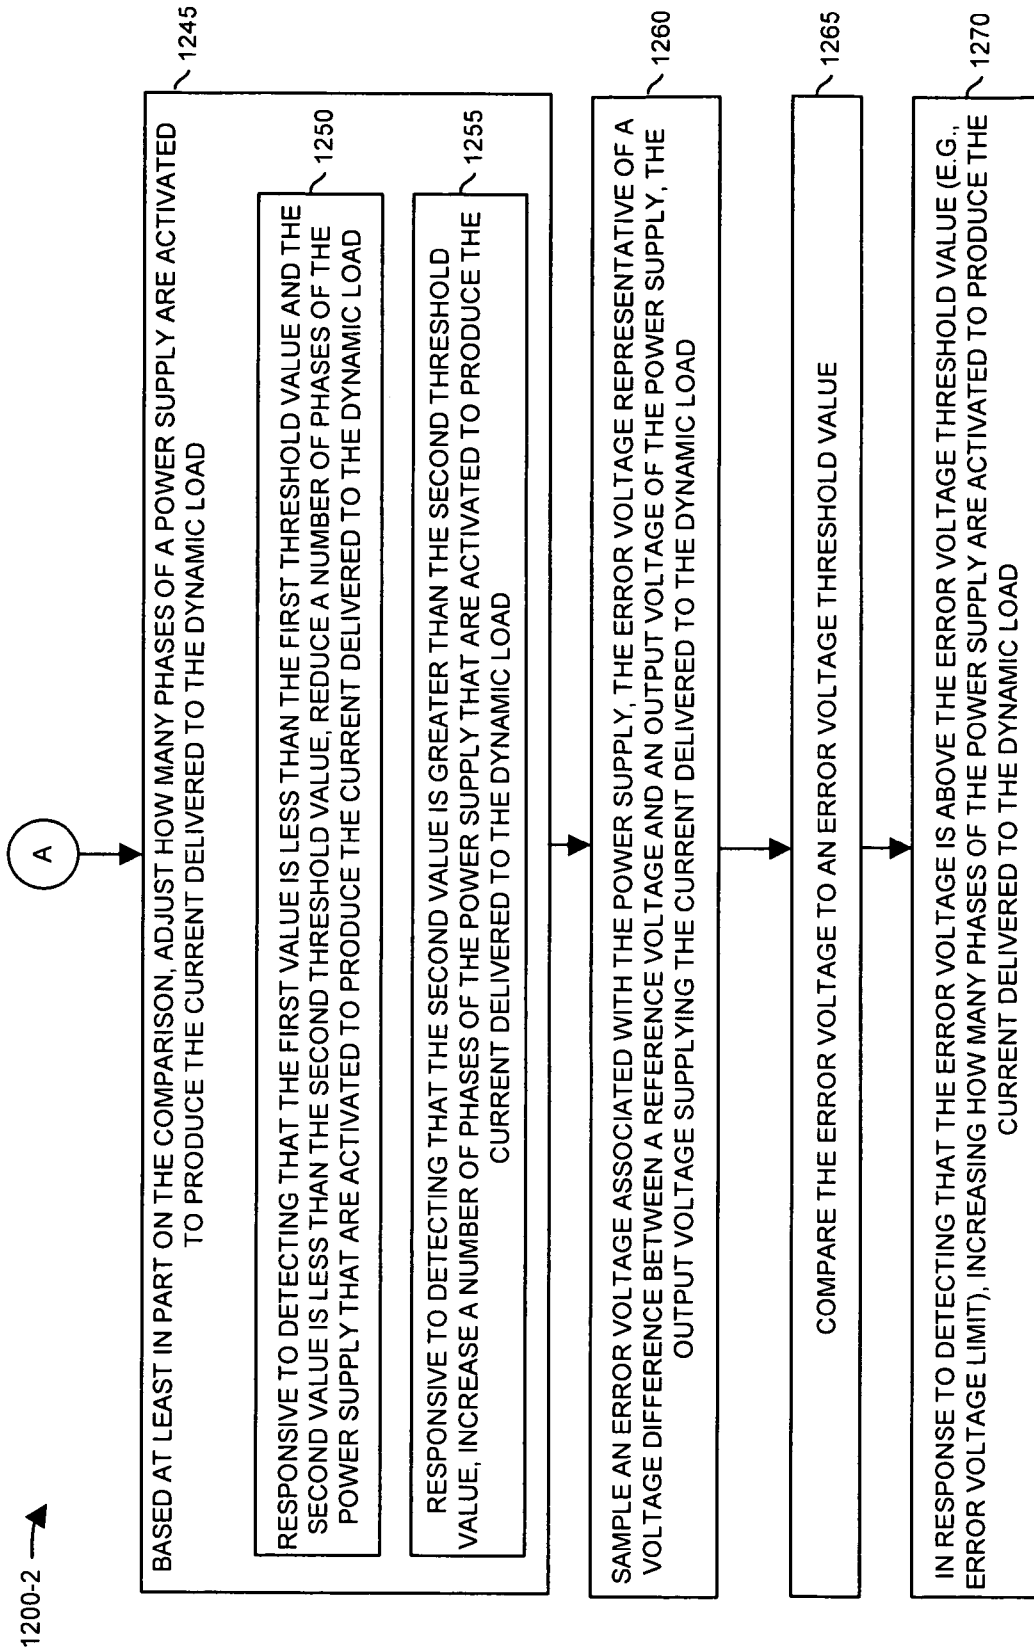 1200-2
A
1245
BASED AT LEAST IN PART ON THE COMPARISON, ADJUST HOW MANY PHASES OF A POWER SUPPLY ARE ACTIVATED
TO PRODUCE THE CURRENT DELIVERED TO THE DYNAMIC LOAD
1250
RESPONSIVE TO DETECTING THAT THE FIRST VALUE IS LESS THAN THE FIRST THRESHOLD VALUE AND THE
SECOND VALUE IS LESS THAN THE SECOND THRESHOLD VALUE, REDUCE A NUMBER OF PHASES OF THE
POWER SUPPLY THAT ARE ACTIVATED TO PRODUCE THE CURRENT DELIVERED TO THE DYNAMIC LOAD
1255
RESPONSIVE TO DETECTING THAT THE SECOND VALUE IS GREATER THAN THE SECOND THRESHOLD
VALUE, INCREASE A NUMBER OF PHASES OF THE POWER SUPPLY THAT ARE ACTIVATED TO PRODUCE THE
CURRENT DELIVERED TO THE DYNAMIC LOAD
1260
SAMPLE AN ERROR VOLTAGE ASSOCIATED WITH THE POWER SUPPLY, THE ERROR VOLTAGE REPRESENTATIVE OF A
VOLTAGE DIFFERENCE BETWEEN A REFERENCE VOLTAGE AND AN OUTPUT VOLTAGE OF THE POWER SUPPLY, THE
OUTPUT VOLTAGE SUPPLYING THE CURRENT DELIVERED TO THE DYNAMIC LOAD
1265
COMPARE THE ERROR VOLTAGE TO AN ERROR VOLTAGE THRESHOLD VALUE
1270
IN RESPONSE TO DETECTING THAT THE ERROR VOLTAGE IS ABOVE THE ERROR VOLTAGE THRESHOLD VALUE (E.G.,
ERROR VOLTAGE LIMIT), INCREASING HOW MANY PHASES OF THE POWER SUPPLY ARE ACTIVATED TO PRODUCE THE
CURRENT DELIVERED TO THE DYNAMIC LOAD